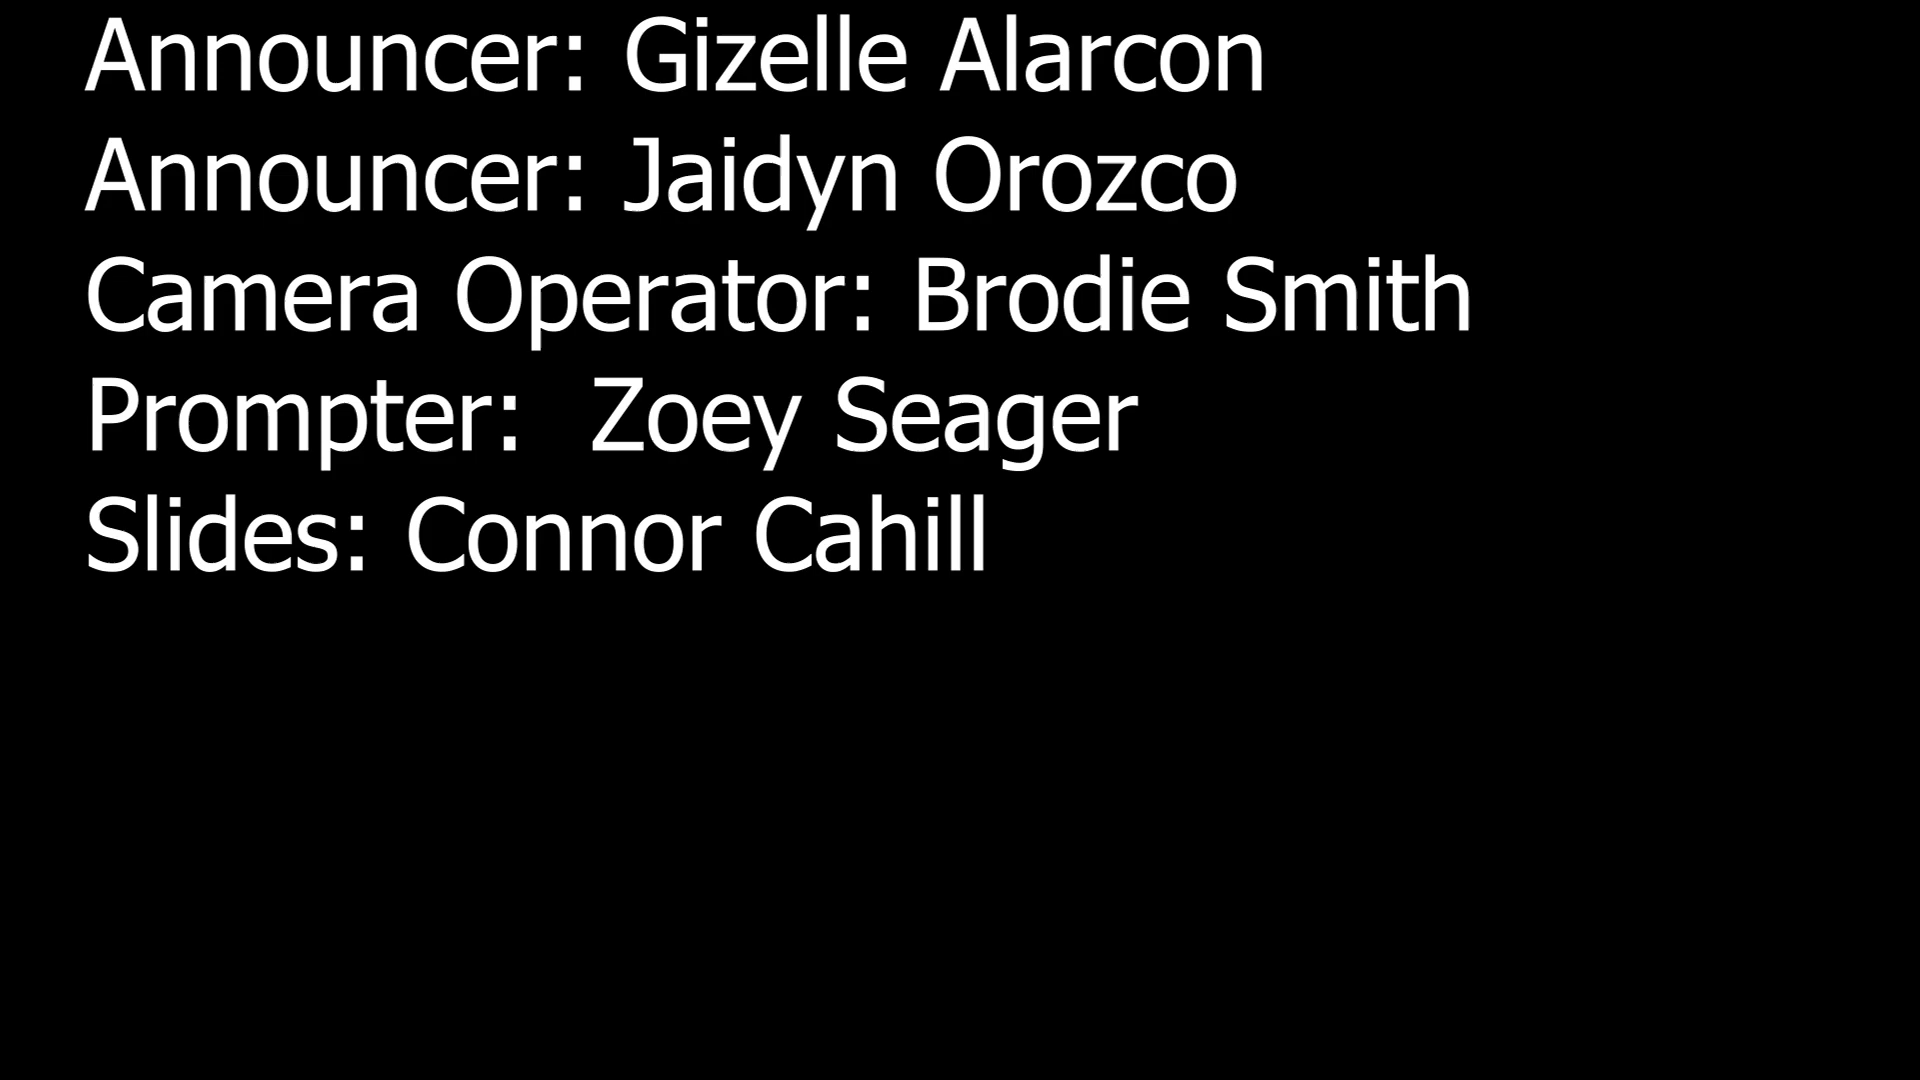 Announcer: Gizelle Alarcon
Announcer: Jaidyn Orozco
Camera Operator: Brodie Smith
Prompter:  Zoey Seager
Slides: Connor Cahill